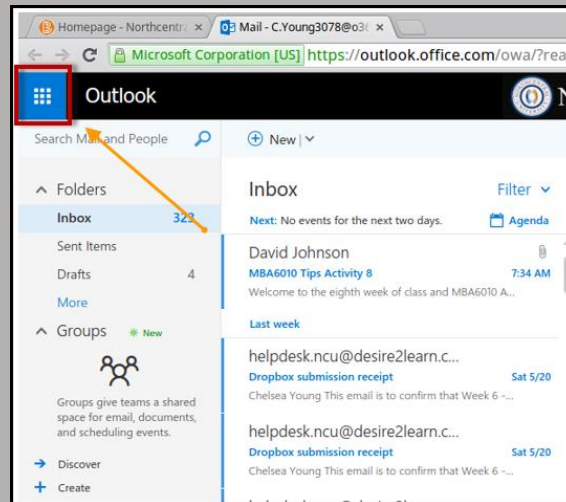 Homepage - Northcentr
Mail - C.Young3078@o3
Microsoft Corporation [US] https://outlook.office.com/owa/?rea
Outlook
N
Search Mail and People
New
Folders
Inbox 323
Sent Items
Drafts 4
More
Groups New
Groups give teams a shared
space for email, documents,
and scheduling events.
Discover
Create
Inbox Filter
Next: No events for the next two days. Agenda
David Johnson
MBA6010 Tips Activity 8 7:34 AM
Welcome to the eighth week of class and MBA6010 A...
Last week
helpdesk.ncu@desire2learn.c...
Dropbox submission receipt Sat 5/20
Chelsea Young This email is to confirm that Week 6 -...
helpdesk.ncu@desire2learn.c...
Dropbox submission receipt Sat 5/20
Chelsea Young This email is to confirm that Week 6 -...